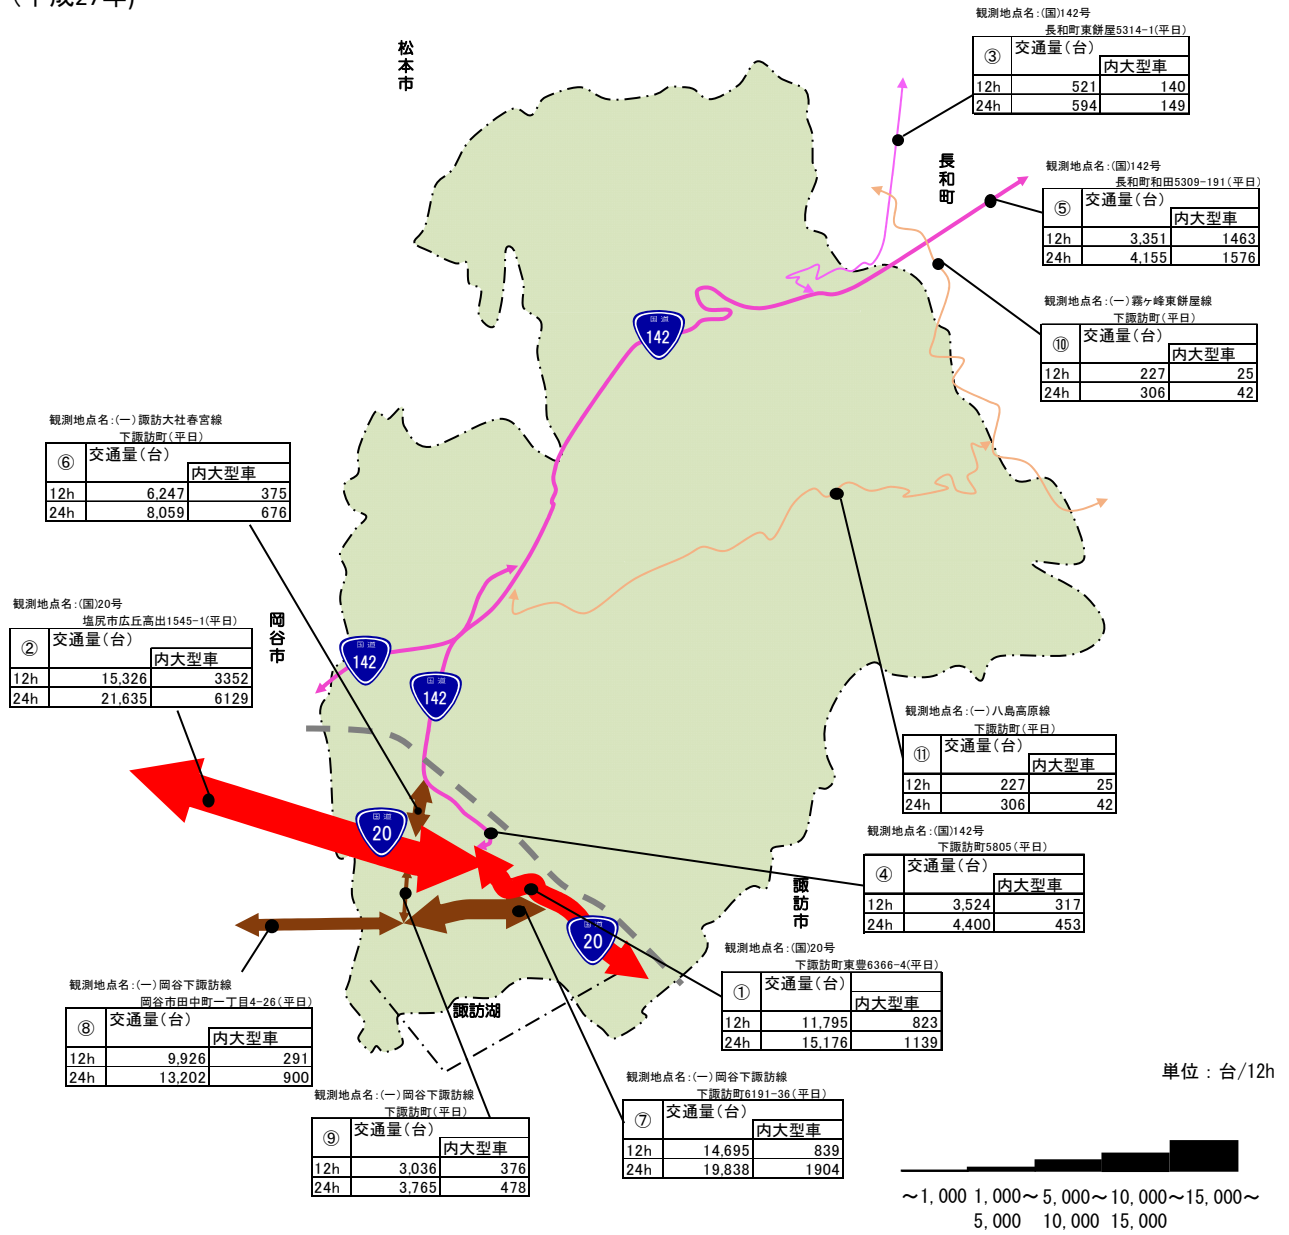 (平成27年)
松本市
観測地点名:(国)142号
長和町東餅屋5314-1(平日)
③ 交通量(台)
内大型車
12h 521 140
24h 594 149
長和町
観測地点名:(国)142号
長和町和田5309-191(平日)
⑤ 交通量(台)
内大型車
12h 3,351 1463
24h 4,155 1576
観測地点名:(一)霧ヶ峰東餅屋線
下諏訪町(平日)
⑩ 交通量(台)
内大型車
12h 227 25
24h 306 42
国道
142
観測地点名:(一)諏訪大社春宮線
下諏訪町(平日)
⑥ 交通量(台)
内大型車
12h 6,247 375
24h 8,059 676
観測地点名:(国)20号
塩尻市広丘高出1545-1(平日)
② 交通量(台)
内大型車
12h 15,326 3352
24h 21,635 6129
岡谷市
国道
142
国道
142
観測地点名:(一)八島高原線
下諏訪町(平日)
⑪ 交通量(台)
内大型車
12h 227 25
24h 306 42
国道
20
観測地点名:(国)142号
下諏訪町5805(平日)
④ 交通量(台)
内大型車
12h 3,524 317
24h 4,400 453
諏訪市
国道
20
観測地点名:(国)20号
下諏訪町東豊6366-4(平日)
① 交通量(台)
内大型車
12h 11,795 823
24h 15,176 1139
諏訪湖
観測地点名:(一)岡谷下諏訪線
岡谷市田中町一丁目4-26(平日)
⑧ 交通量(台)
内大型車
12h 9,926 291
24h 13,202 900
観測地点名:(一)岡谷下諏訪線
下諏訪町(平日)
⑨ 交通量(台)
内大型車
12h 3,036 376
24h 3,765 478
観測地点名:(一)岡谷下諏訪線
下諏訪町6191-36(平日)
⑦ 交通量(台)
内大型車
12h 14,695 839
24h 19,838 1904
単位:台/12h
~1,000 1,000~ 5,000~10,000~15,000~
5,000 10,000 15,000